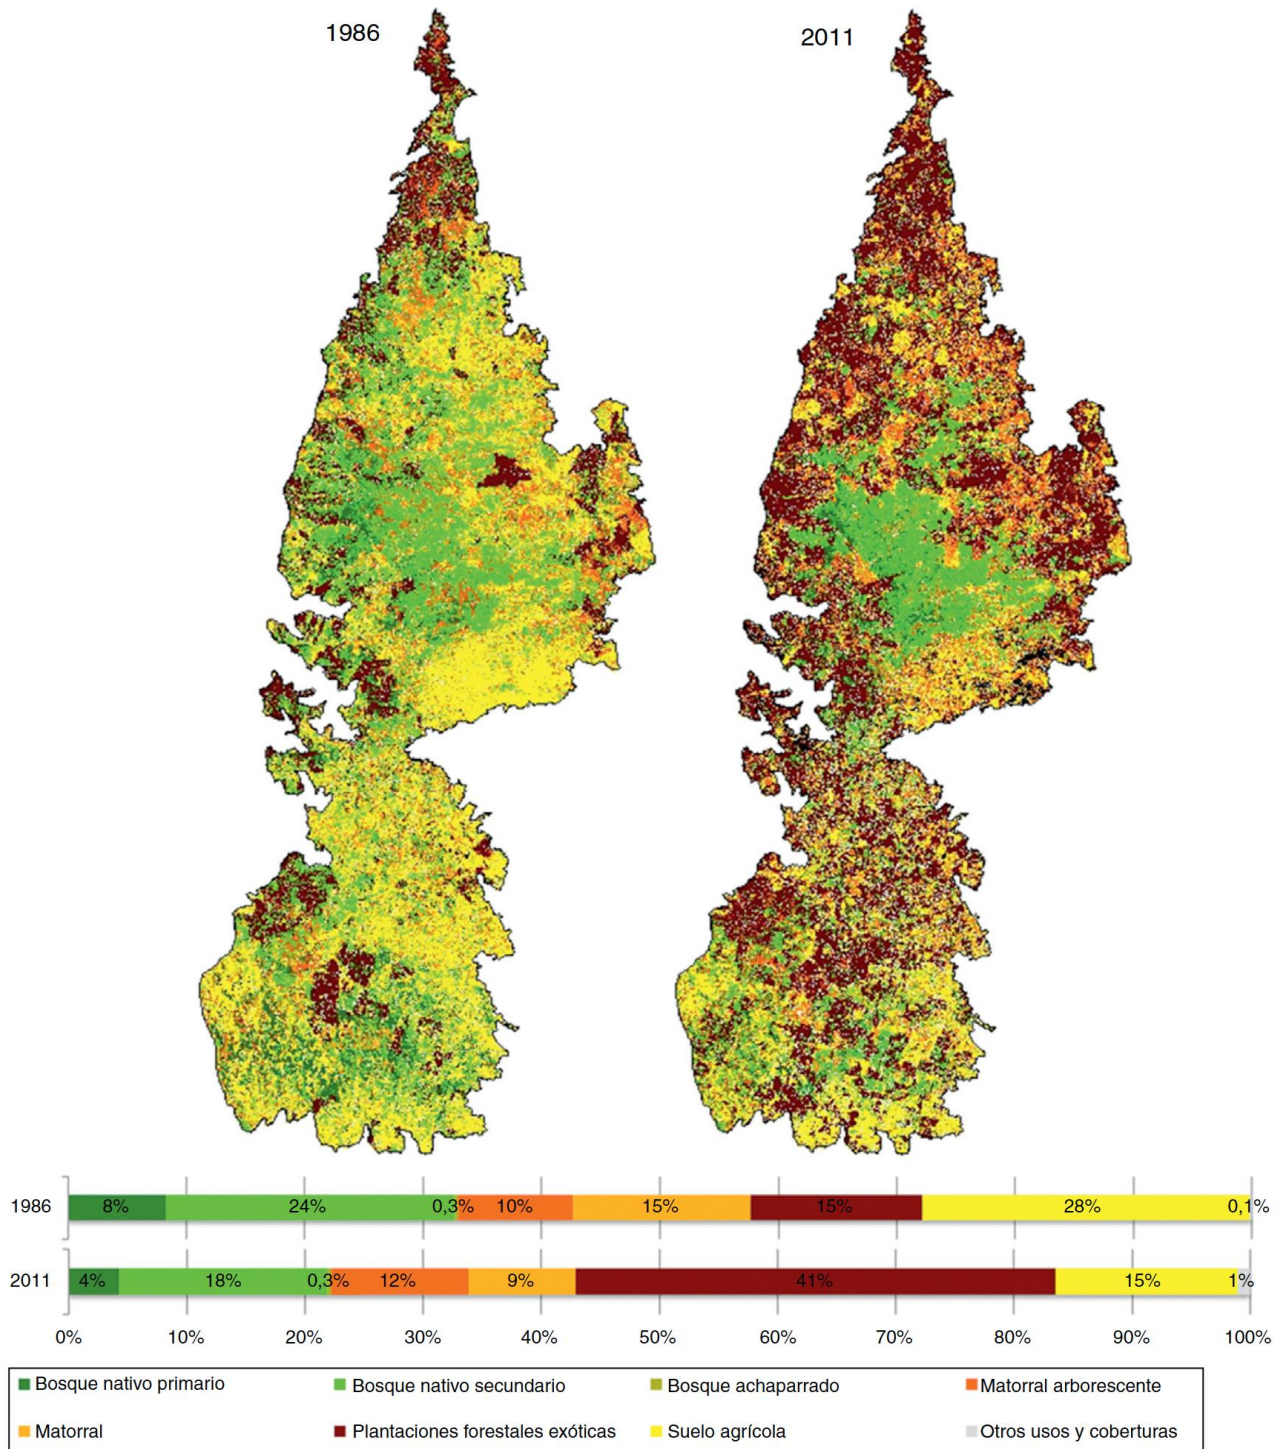 1986
2011
1986 8% 24% 0,3% 10% 15% 15% 28% 0,1%
2011 4% 18% 0,3% 12% 9% 41% 15% 1%
0% 10% 20% 30% 40% 50% 60% 70% 80% 90% 100%
Bosque nativo primario Bosque nativo secundario Bosque achaparrado Matorral arborescente
Matorral Plantaciones forestales exóticas Suelo agrícola Otros usos y coberturas